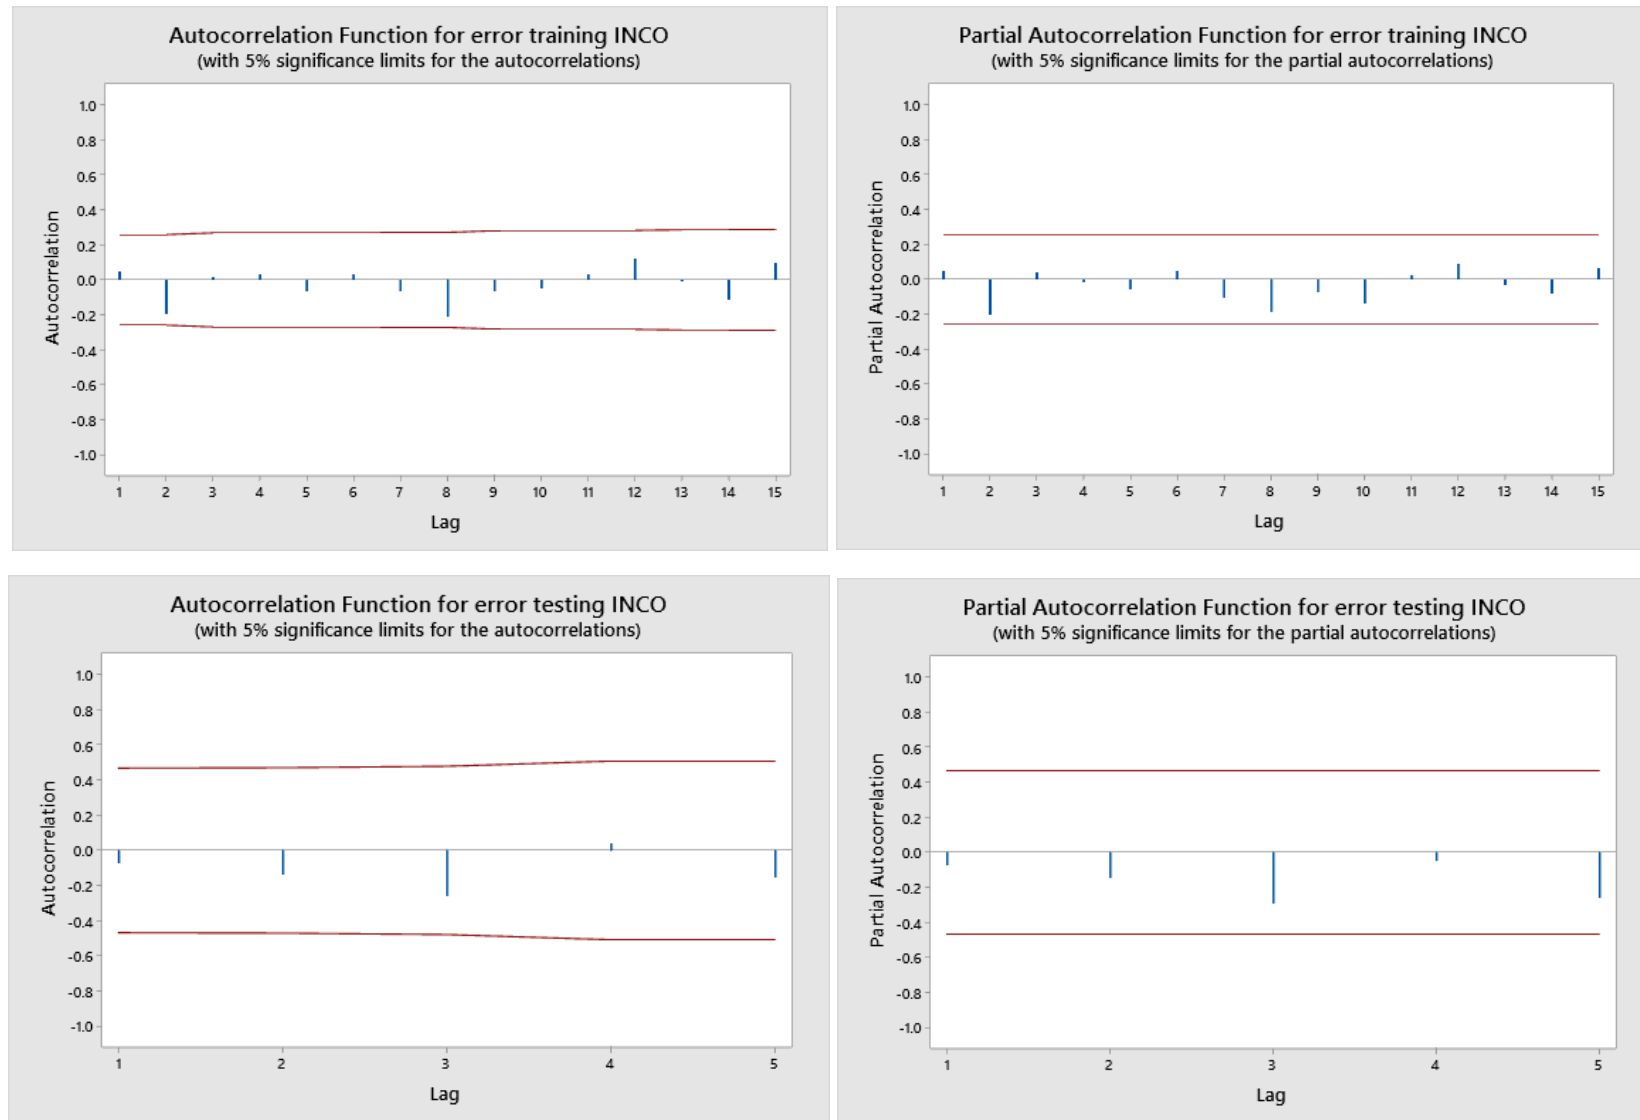 Autocorrelation Function for error training INCO
(with 5% significance limits for the autocorrelations)
1.0
0.8
0.6
0.4
0.2
0.0
-0.2
-0.4
-0.6
-0.8
-1.0
Autocorrelation
1 2 3 4 5 6 7 8 9 10 11 12 13 14 15
Lag
Partial Autocorrelation Function for error training INCO
(with 5% significance limits for the partial autocorrelations)
1.0
0.8
0.6
0.4
0.2
0.0
-0.2
-0.4
-0.6
-0.8
-1.0
Partial Autocorrelation
1 2 3 4 5 6 7 8 9 10 11 12 13 14 15
Lag
Autocorrelation Function for error testing INCO
(with 5% significance limits for the autocorrelations)
1.0
0.8
0.6
0.4
0.2
0.0
-0.2
-0.4
-0.6
-0.8
-1.0
Autocorrelation
1 2 3 4 5
Lag
Partial Autocorrelation Function for error testing INCO
(with 5% significance limits for the partial autocorrelations)
1.0
0.8
0.6
0.4
0.2
0.0
-0.2
-0.4
-0.6
-0.8
-1.0
Partial Autocorrelation
1 2 3 4 5
Lag